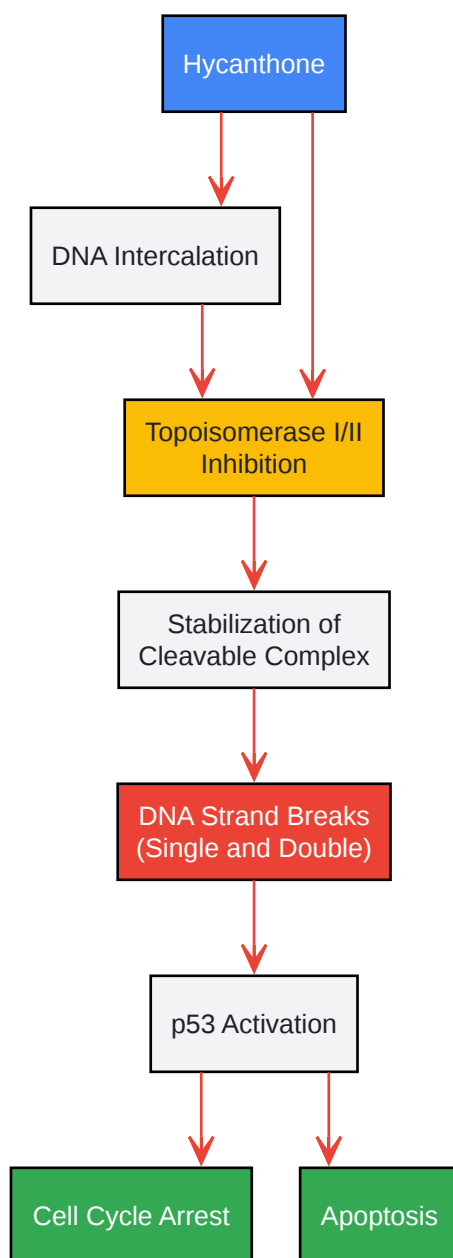 Hycanthone
DNA Intercalation
Topoisomerase I/II
Inhibition
Stabilization of
Cleavable Complex
DNA Strand Breaks
(Single and Double)
p53 Activation
Cell Cycle Arrest
Apoptosis